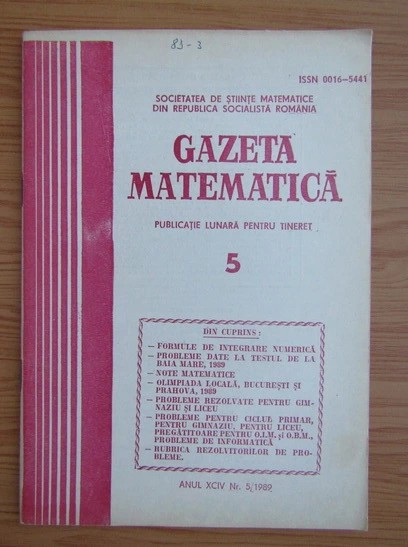 89-3
ISSN 0016-5441
SOCIETATEA DE ŞTIINŢE MATEMATICE
DIN REPUBLICA SOCIALISTĂ ROMÂNIA
GAZETA
MATEMATICĂ
PUBLICAŢIE LUNARĂ PENTRU TINERET
5
DIN CUPRINS:
— FORMULE DE INTEGRARE NUMERICĂ
— PROBLEME DATE LA TESTUL DE LA
BAIA MARE, 1989
— NOTE MATEMATICE
— OLIMPIADA LOCALĂ, BUCUREŞTI ŞI
PRAHOVA, 1989
— PROBLEME REZOLVATE PENTRU GIM-
NAZIU ŞI LICEU
— PROBLEME PENTRU CICLUL PRIMAR,
PENTRU GIMNAZIU, PENTRU LICEU,
PREGĂTITOARE PENTRU O.I.M. şi O.B.M.,
PROBLEME DE INFORMATICĂ
— RUBRICA REZOLVITORILOR DE PRO-
BLEME.
ANUL XCIV Nr. 5/1989